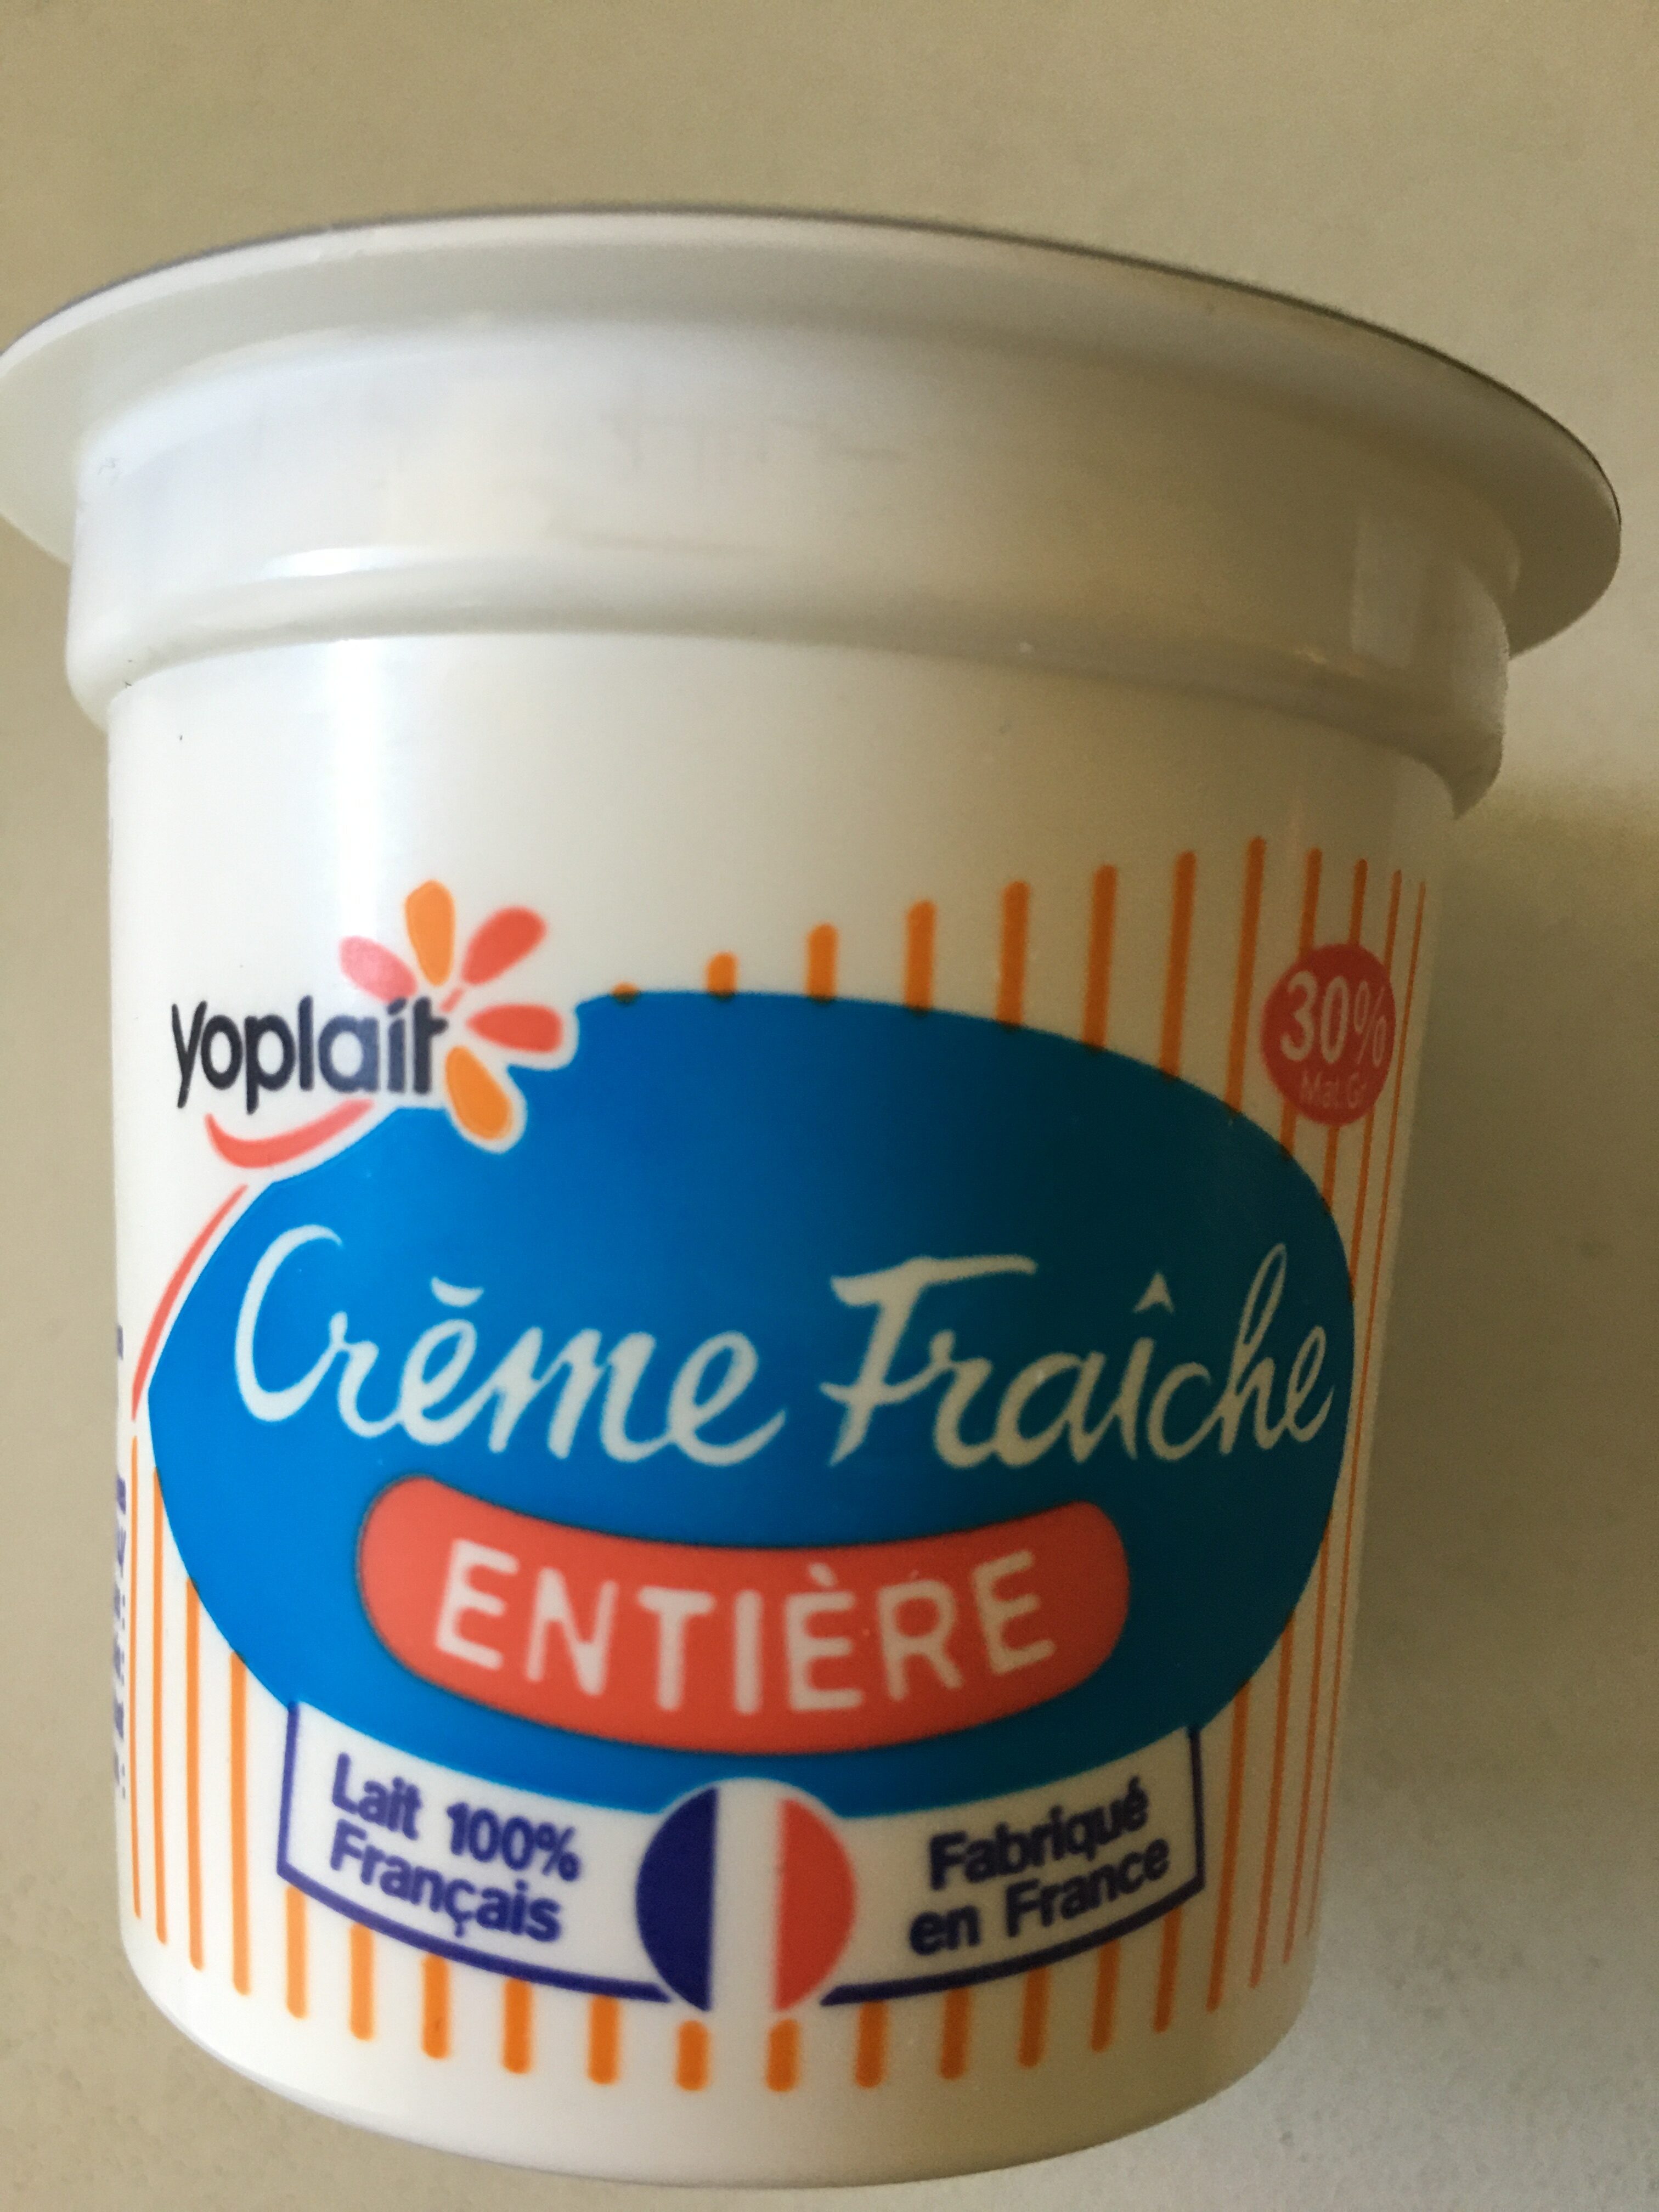 yoplait
30%
Mat. Gr
Crème Fraîche
ENTIÈRE
Lait 100%
Français
Fabriqué
en France